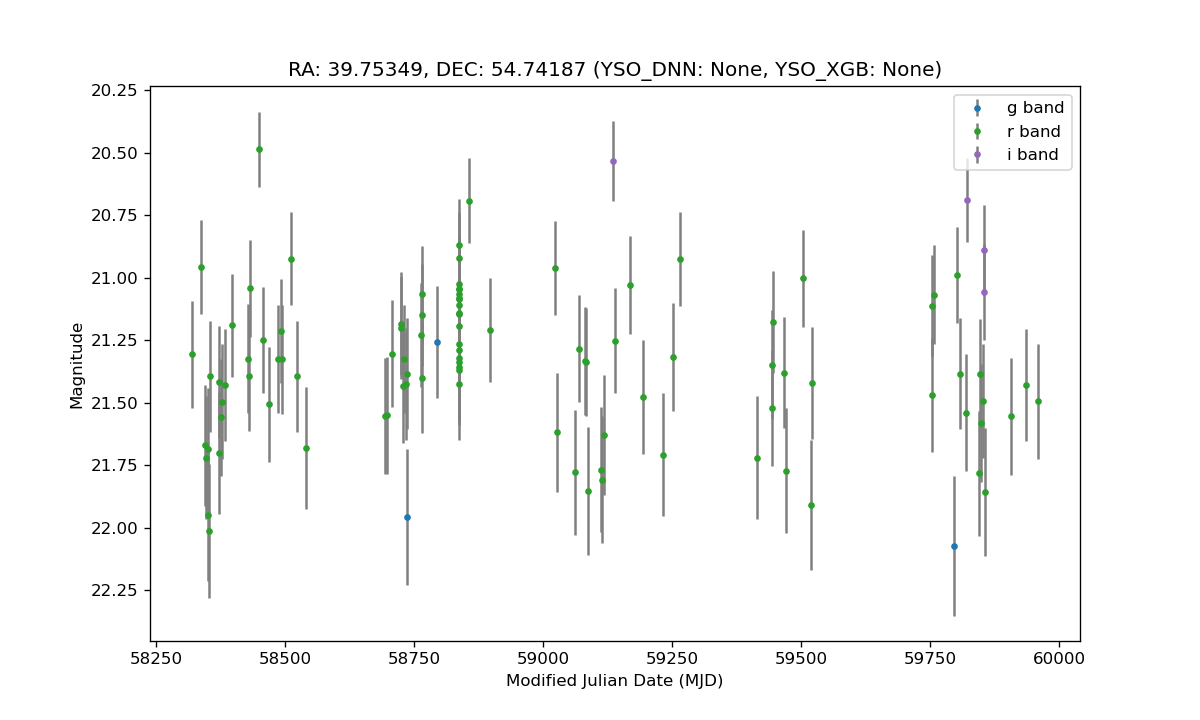 RA: 39.75349, DEC: 54.74187 (YSO_DNN: None, YSO_XGB: None)
20.25
20.50
20.75
21.00
21.25
21.50
21.75
22.00
22.25
Magnitude
g band
r band
i band
58250
58500
58750
59000
59250
59500
59750
60000
Modified Julian Date (MJD)